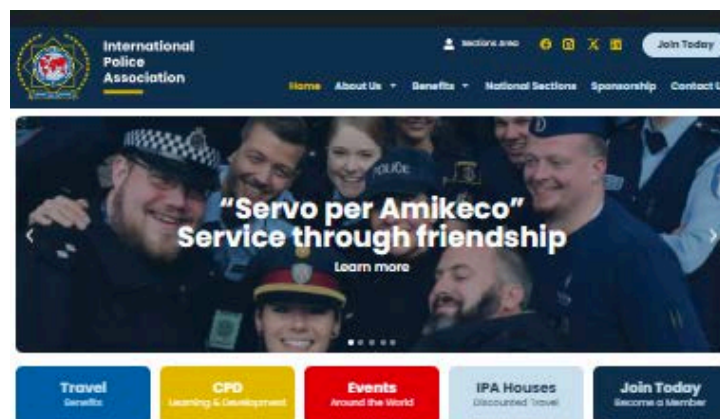 International
Police
Association
Sections Area
Join Today
Home About Us Benefits National Sections Sponsorship Contact U
POLICE
“Servo per Amikeco”
Service through friendship
Learn more
Travel
Benefits
CPD
Learning & Development
Events
Around the World
IPA Houses
Discounted Travel
Join Today
Become a Member